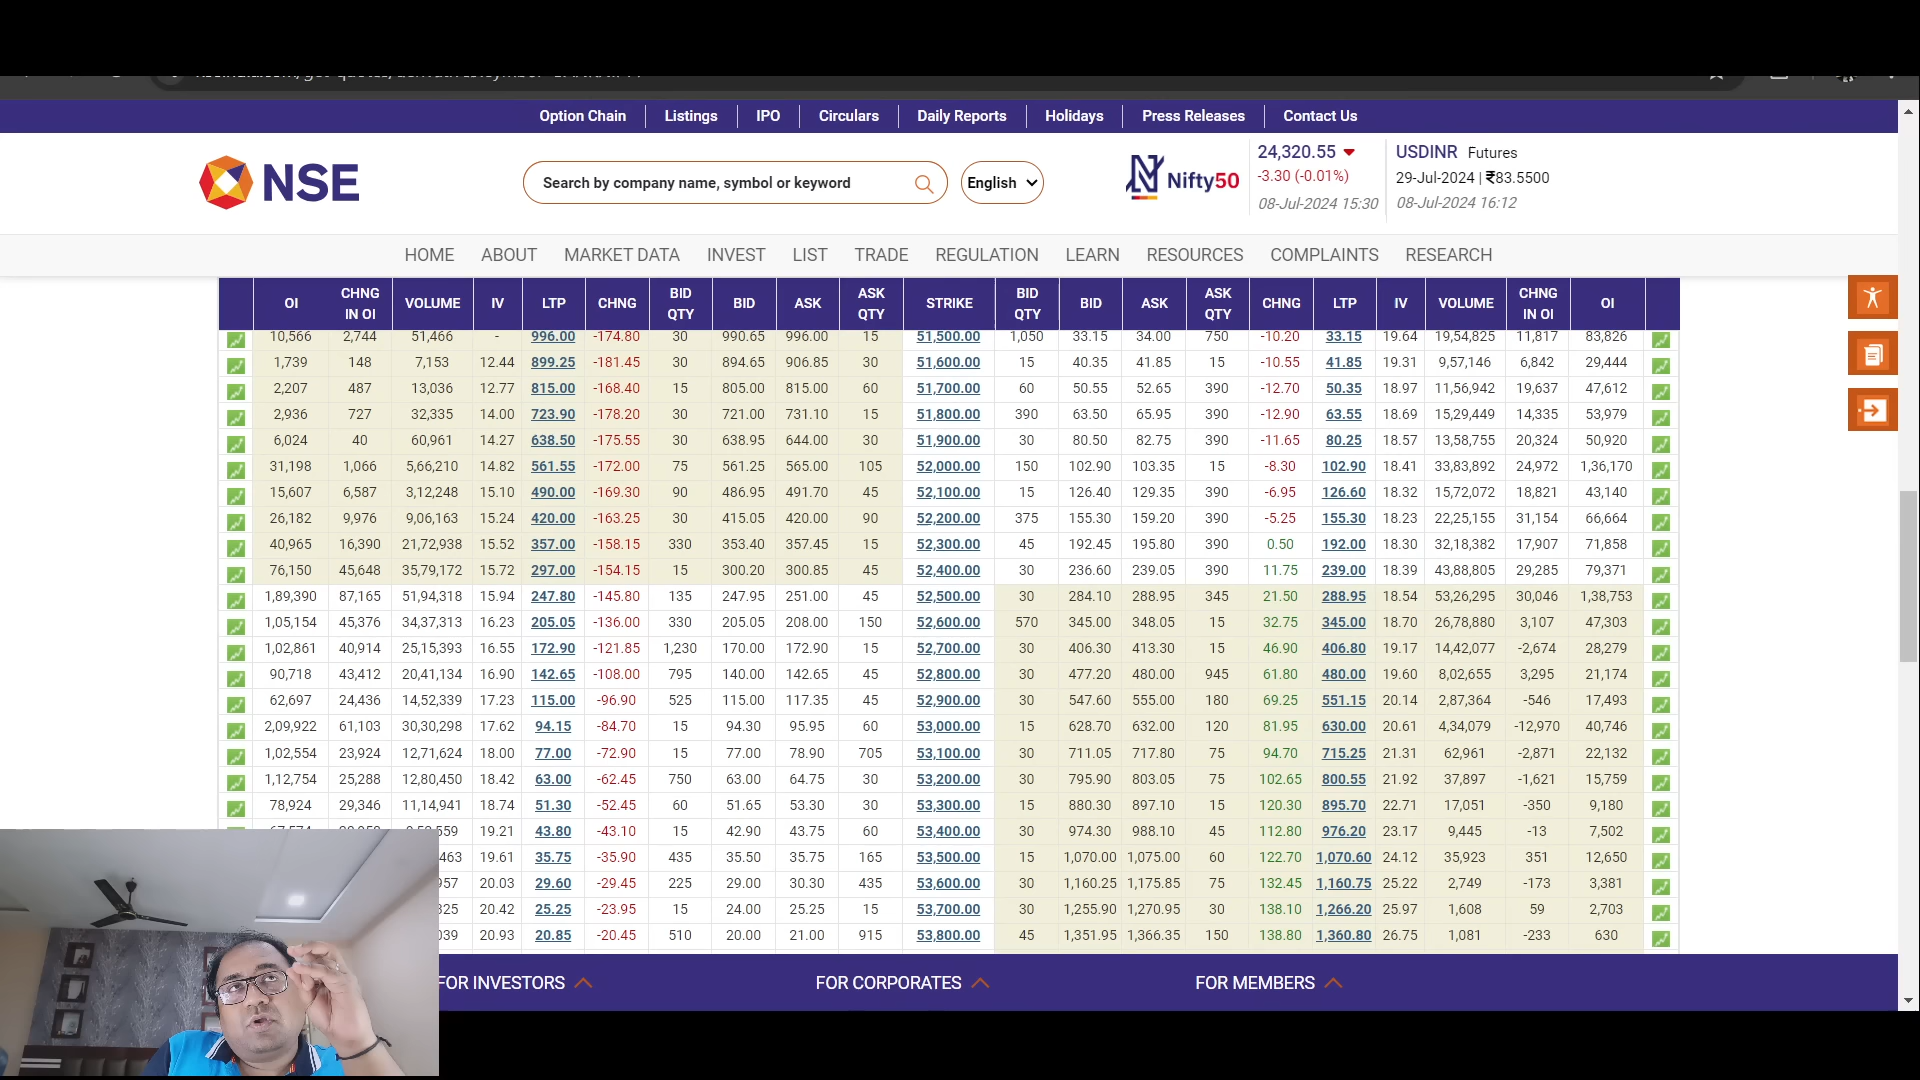 Option Chain Listings IPO Circulars Daily Reports Holidays Press Releases Contact Us
NSE
Search by company name, symbol or keyword
English
Nifty50
24,320.55
-3.30 (-0.01%)
08-Jul-2024 15:30
USDINR Futures
29-Jul-2024 | ₹83.5500
08-Jul-2024 16:12
HOME ABOUT MARKET DATA INVEST LIST TRADE REGULATION LEARN RESOURCES COMPLAINTS RESEARCH
OI CHNG IN OI VOLUME IV LTP CHNG BID QTY BID ASK ASK QTY STRIKE BID QTY BID ASK ASK QTY CHNG LTP IV VOLUME CHNG IN OI OI
10,566 2,744 51,466 - 996.00 -174.80 30 990.65 996.00 15 51,500.00 1,050 33.15 34.00 750 -10.20 33.15 19.64 19,54,825 11,817 83,826
1,739 148 7,153 12.44 899.25 -181.45 30 894.65 906.85 30 51,600.00 15 40.35 41.85 15 -10.55 41.85 19.31 9,57,146 6,842 29,444
2,207 487 13,036 12.77 815.00 -168.40 15 805.00 815.00 60 51,700.00 60 50.55 52.65 390 -12.70 50.35 18.97 11,56,942 19,637 47,612
2,936 727 32,335 14.00 723.90 -178.20 30 721.00 731.10 15 51,800.00 390 63.50 65.95 390 -12.90 63.55 18.69 15,29,449 14,335 53,979
6,024 40 60,961 14.27 638.50 -175.55 30 638.95 644.00 30 51,900.00 30 80.50 82.75 390 -11.65 80.25 18.57 13,58,755 20,324 50,920
31,198 1,066 5,66,210 14.82 561.55 -172.00 75 561.25 565.00 105 52,000.00 150 102.90 103.35 15 -8.30 102.90 18.41 33,83,892 24,972 1,36,170
15,607 6,587 3,12,248 15.10 490.00 -169.30 90 486.95 491.70 45 52,100.00 15 126.40 129.35 390 -6.95 126.60 18.32 15,72,072 18,821 43,140
26,182 9,976 9,06,163 15.24 420.00 -163.25 30 415.05 420.00 90 52,200.00 375 155.30 159.20 390 -5.25 155.30 18.23 22,25,155 31,154 66,664
40,965 16,390 21,72,938 15.52 357.00 -158.15 330 353.40 357.45 15 52,300.00 45 192.45 195.80 390 0.50 192.00 18.30 32,18,382 17,907 71,858
76,150 45,648 35,79,172 15.72 297.00 -154.15 15 300.20 300.85 45 52,400.00 30 236.60 239.05 390 11.75 239.00 18.39 43,88,805 29,285 79,371
1,89,390 87,165 51,94,318 15.94 247.80 -145.80 135 247.95 251.00 45 52,500.00 30 284.10 288.95 345 21.50 288.95 18.54 53,26,295 30,046 1,38,753
1,05,154 45,376 34,37,313 16.23 205.05 -136.00 330 205.05 208.00 150 52,600.00 570 345.00 348.05 15 32.75 345.00 18.70 26,78,880 3,107 47,303
1,02,861 40,914 25,15,393 16.55 172.90 -121.85 1,230 170.00 172.90 15 52,700.00 30 406.30 413.30 15 46.90 406.80 19.17 14,42,077 -2,674 28,279
90,718 43,412 20,41,134 16.90 142.65 -108.00 795 140.00 142.65 45 52,800.00 30 477.20 480.00 945 61.80 480.00 19.60 8,02,655 3,295 21,174
62,697 24,436 14,52,339 17.23 115.00 -96.90 525 115.00 117.35 45 52,900.00 30 547.60 555.00 180 69.25 551.15 20.14 2,87,364 -546 17,493
2,09,922 61,103 30,30,298 17.62 94.15 -84.70 15 94.30 95.95 60 53,000.00 15 628.70 632.00 120 81.95 630.00 20.61 4,34,079 -12,970 40,746
1,02,554 23,924 12,71,624 18.00 77.00 -72.90 15 77.00 78.90 705 53,100.00 30 711.05 717.80 75 94.70 715.25 21.31 62,961 -2,871 22,132
1,12,754 25,288 12,80,450 18.42 63.00 -62.45 750 63.00 64.75 30 53,200.00 30 795.90 803.05 75 102.65 800.55 21.92 37,897 -1,621 15,759
78,924 29,346 11,14,941 18.74 51.30 -52.45 60 51.65 53.30 30 53,300.00 15 880.30 897.10 15 120.30 895.70 22.71 17,051 -350 9,180
559 19.21 43.80 -43.10 15 42.90 43.75 60 53,400.00 30 974.30 988.10 45 112.80 976.20 23.17 9,445 -13 7,502
463 19.61 35.75 -35.90 435 35.50 35.75 165 53,500.00 15 1,070.00 1,075.00 60 122.70 1,070.60 24.12 35,923 351 12,650
957 20.03 29.60 -29.45 225 29.00 30.30 435 53,600.00 30 1,160.25 1,175.85 75 132.45 1,160.75 25.22 2,749 -173 3,381
325 20.42 25.25 -23.95 15 24.00 25.25 15 53,700.00 30 1,255.90 1,270.95 30 138.10 1,266.20 25.97 1,608 59 2,703
039 20.93 20.85 -20.45 510 20.00 21.00 915 53,800.00 45 1,351.95 1,366.35 150 138.80 1,360.80 26.75 1,081 -233 630
FOR INVESTORS FOR CORPORATES FOR MEMBERS